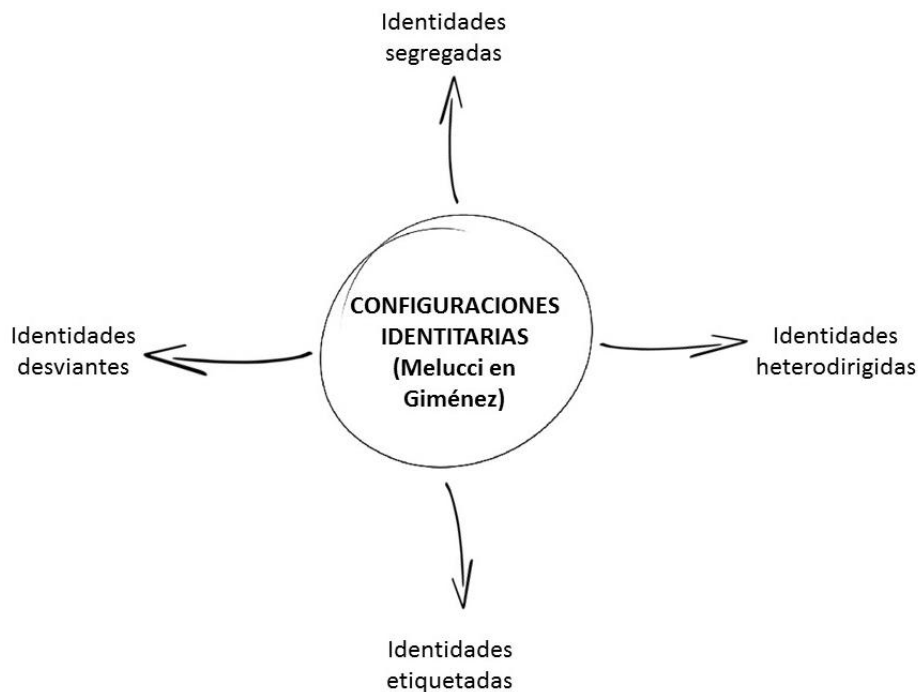 Identidades
segregadas
CONFIGURACIONES
IDENTITARIAS
(Melucci en
Giménez)
Identidades
desviantes
Identidades
heterodirigidas
Identidades
etiquetadas